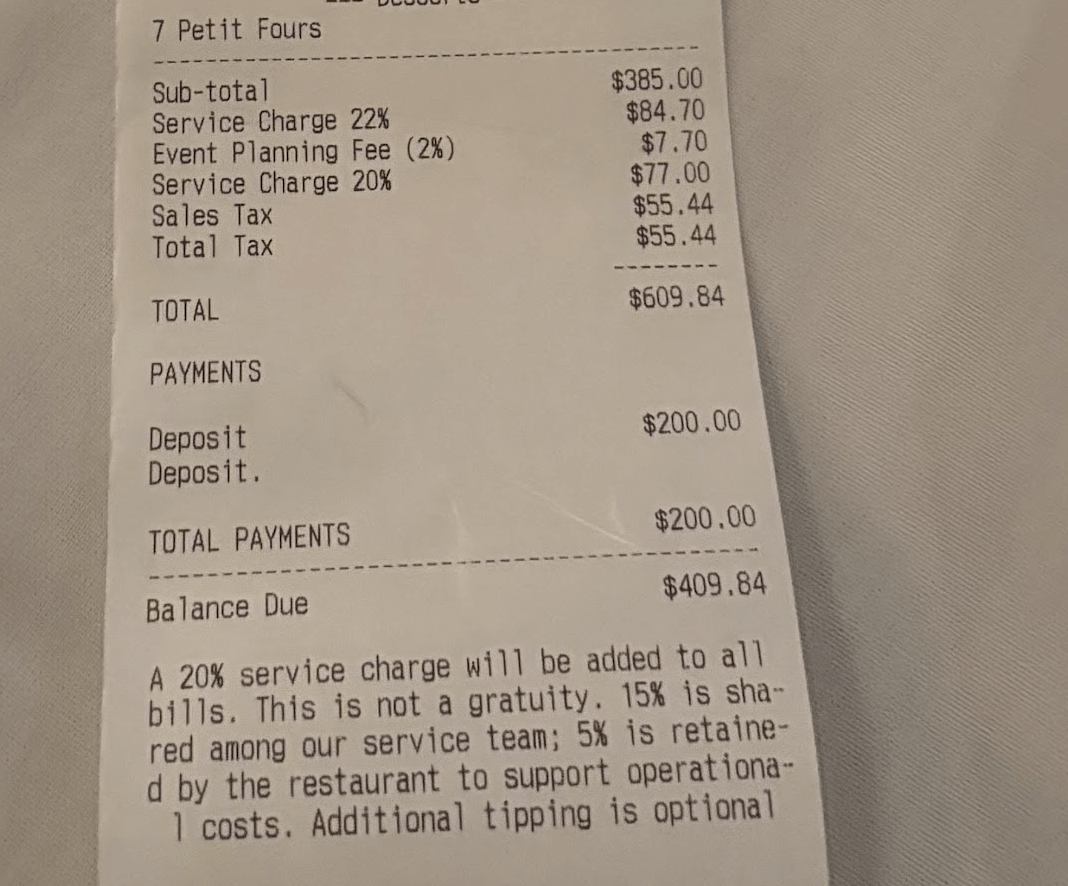 7 Petit Fours
Sub-total $385.00
Service Charge 22% $84.70
Event Planning Fee (2%) $7.70
Service Charge 20% $77.00
Sales Tax $55.44
Total Tax $55.44
TOTAL $609.84
PAYMENTS
Deposit $200.00
Deposit.
TOTAL PAYMENTS $200.00
Balance Due $409.84
A 20% service charge will be added to all
bills. This is not a gratuity. 15% is sha-
red among our service team; 5% is retaine-
d by the restaurant to support operationa-
l costs. Additional tipping is optional